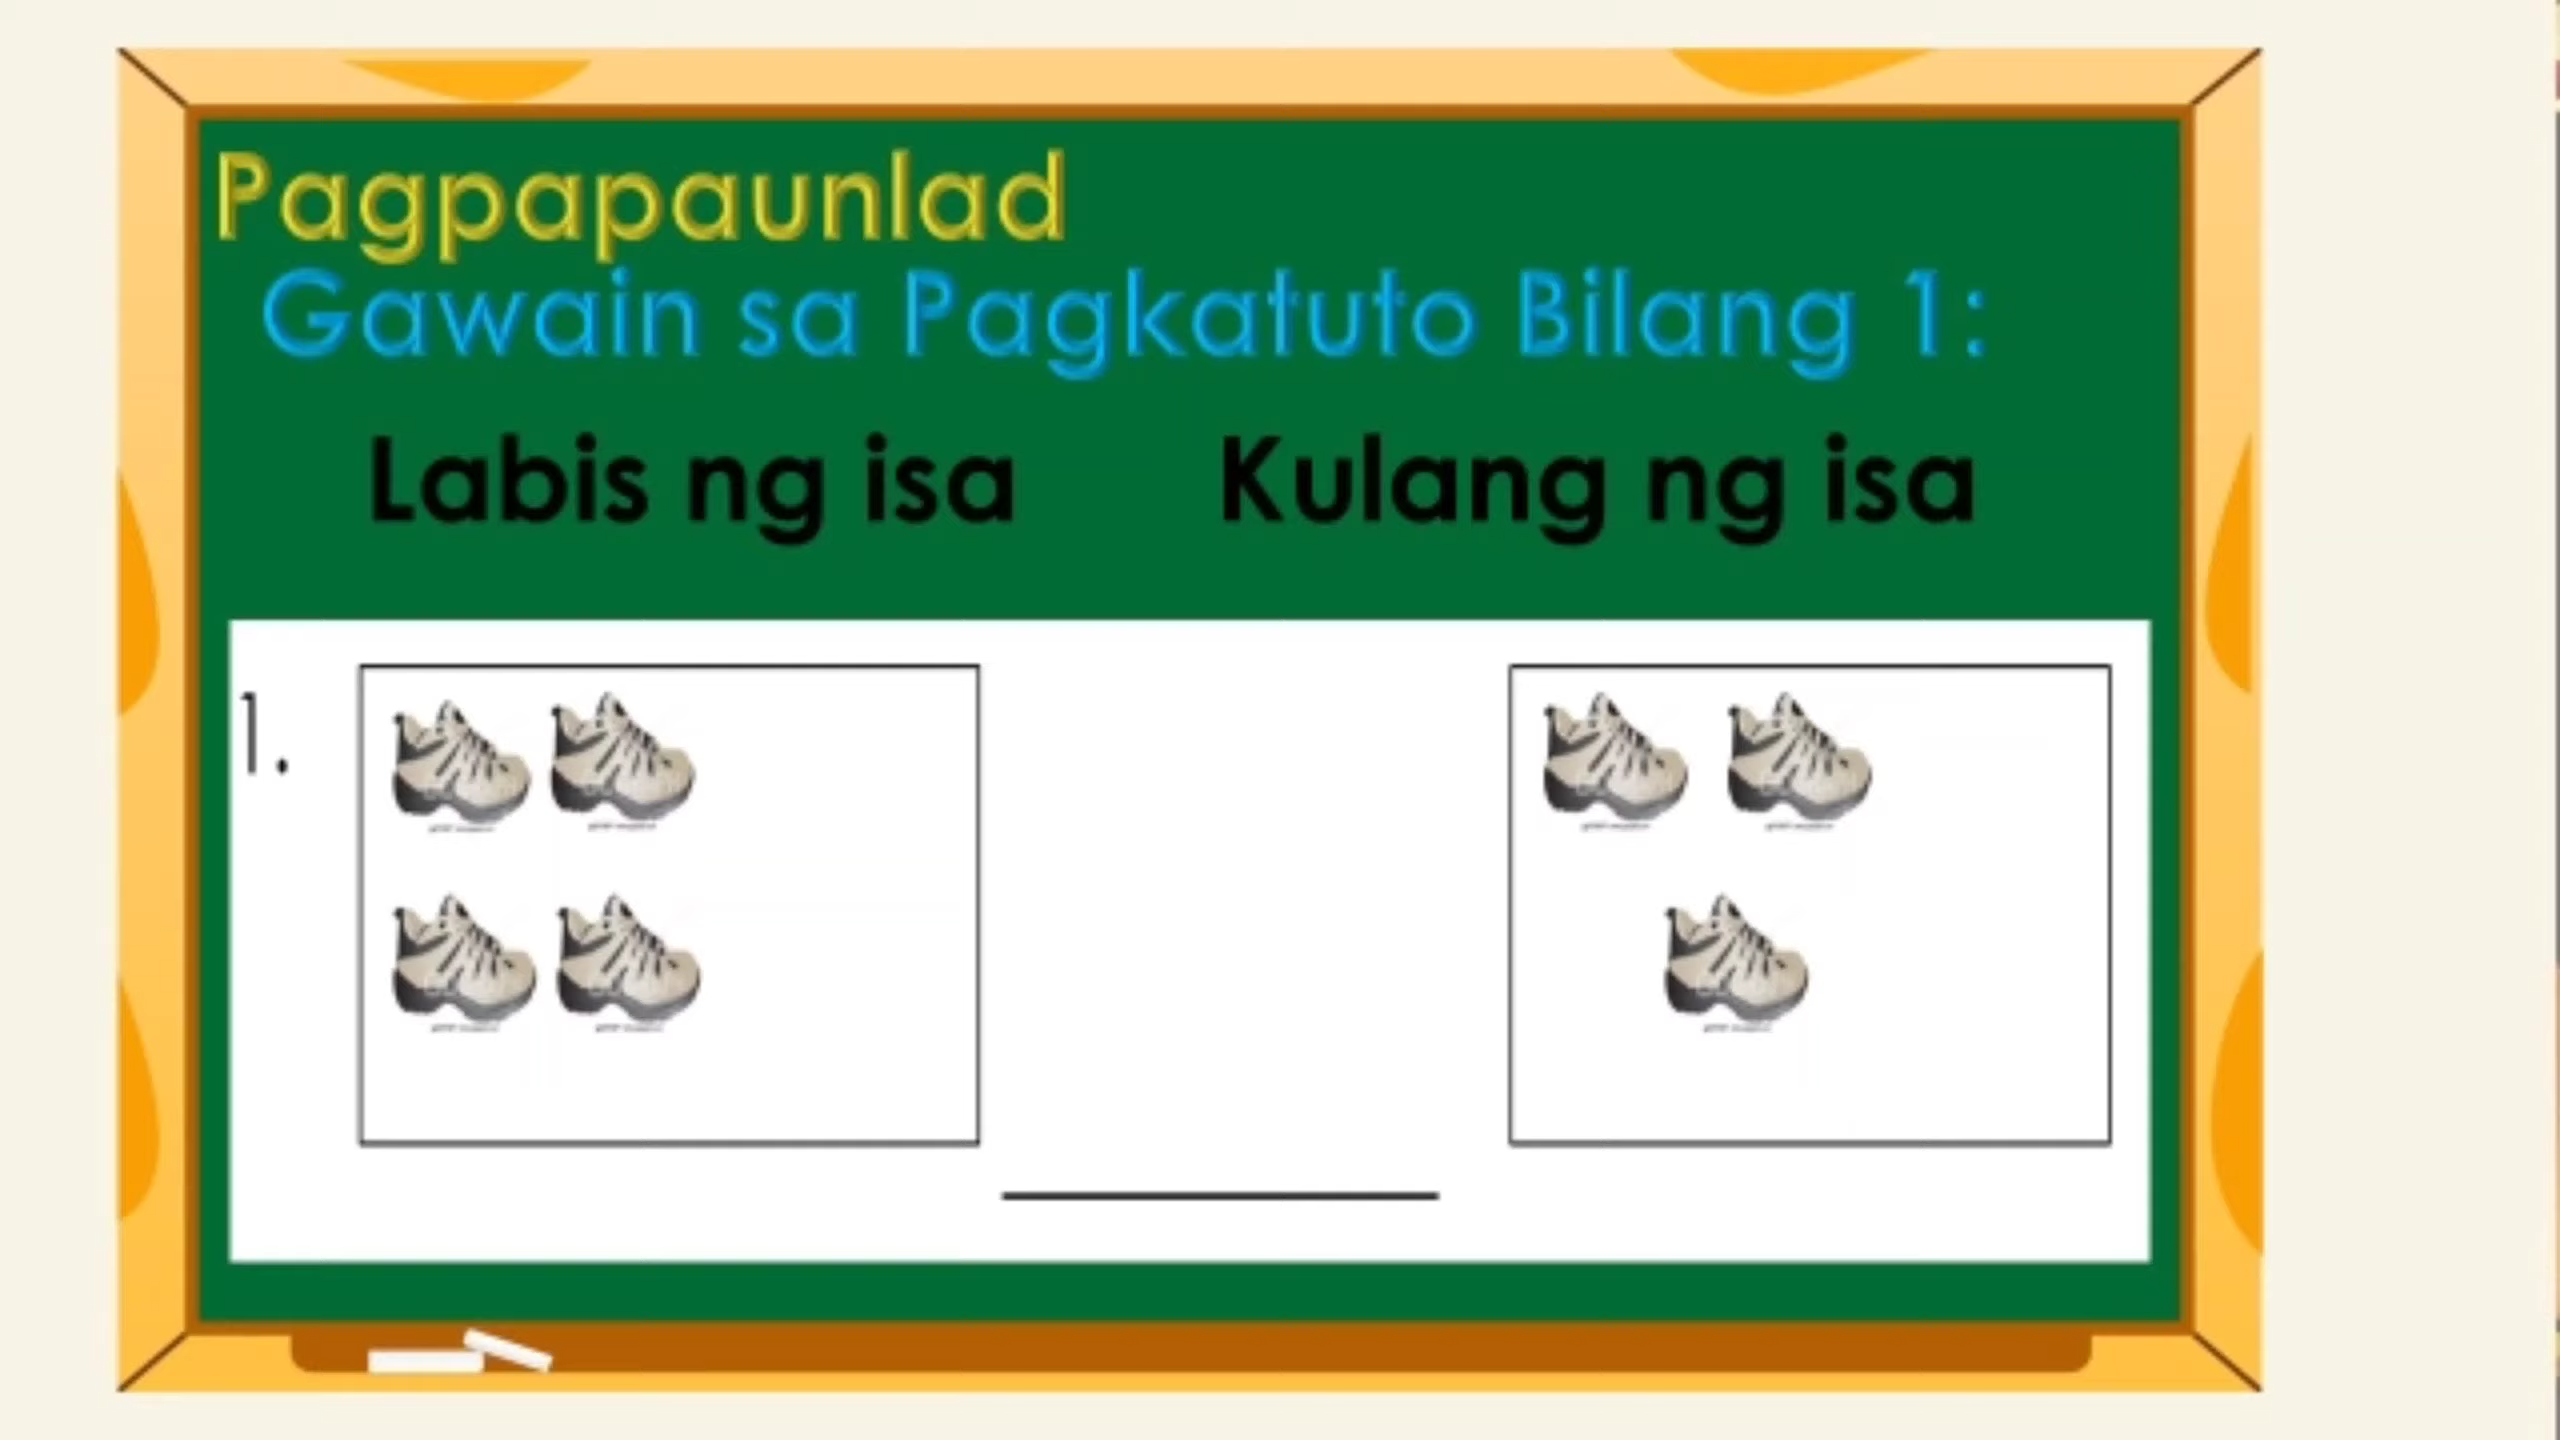 Pagpapaunlad
Gawain sa Pagkatuto Bilang 1:
Labis ng isa Kulang ng isa
1.